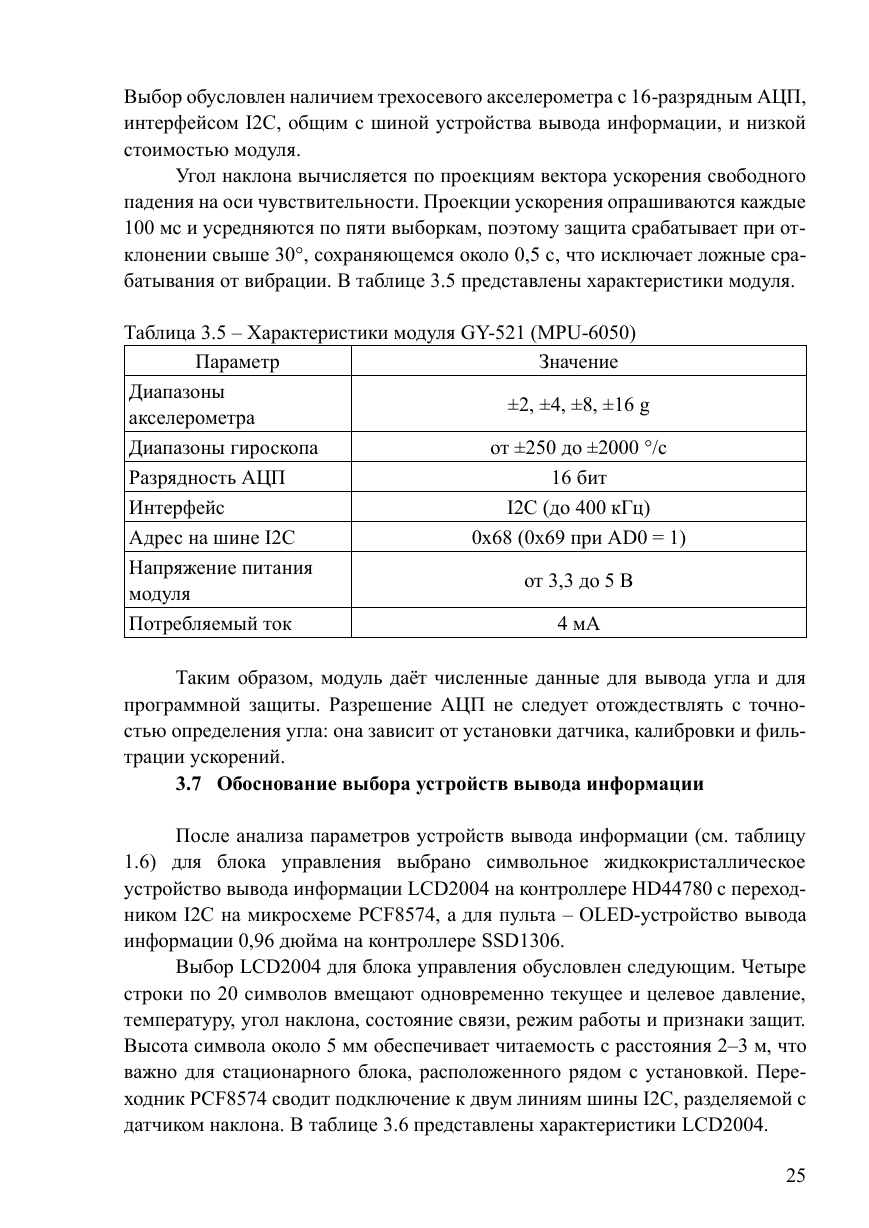 Выбор обусловлен наличием трехосевого акселерометра с 16-разрядным АЦП,
интерфейсом I2C, общим с шиной устройства вывода информации, и низкой
стоимостью модуля.
Угол наклона вычисляется по проекциям вектора ускорения свободного
падения на оси чувствительности. Проекции ускорения опрашиваются каждые
100 мс и усредняются по пяти выборкам, поэтому защита срабатывает при от-
клонении свыше 30°, сохраняющемся около 0,5 с, что исключает ложные сра-
батывания от вибрации. В таблице 3.5 представлены характеристики модуля.
Таблица 3.5 – Характеристики модуля GY-521 (MPU-6050)
Параметр Значение
Диапазоны
акселерометра
±2, ±4, ±8, ±16 g
Диапазоны гироскопа от ±250 до ±2000 °/с
Разрядность АЦП 16 бит
Интерфейс I2C (до 400 кГц)
Адрес на шине I2C 0x68 (0x69 при AD0 = 1)
Напряжение питания
модуля
от 3,3 до 5 В
Потребляемый ток 4 мА
Таким образом, модуль даёт численные данные для вывода угла и для
программной защиты. Разрешение АЦП не следует отождествлять с точно-
стью определения угла: она зависит от установки датчика, калибровки и филь-
трации ускорений.
3.7 Обоснование выбора устройств вывода информации
После анализа параметров устройств вывода информации (см. таблицу
1.6) для блока управления выбрано символьное жидкокристаллическое
устройство вывода информации LCD2004 на контроллере HD44780 с переход-
ником I2C на микросхеме PCF8574, а для пульта – OLED-устройство вывода
информации 0,96 дюйма на контроллере SSD1306.
Выбор LCD2004 для блока управления обусловлен следующим. Четыре
строки по 20 символов вмещают одновременно текущее и целевое давление,
температуру, угол наклона, состояние связи, режим работы и признаки защит.
Высота символа около 5 мм обеспечивает читаемость с расстояния 2–3 м, что
важно для стационарного блока, расположенного рядом с установкой. Пере-
ходник PCF8574 сводит подключение к двум линиям шины I2C, разделяемой с
датчиком наклона. В таблице 3.6 представлены характеристики LCD2004.
25